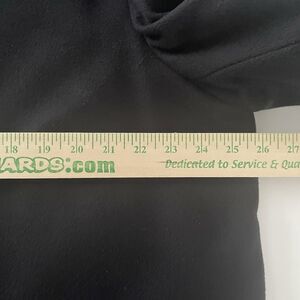 18 19 20 21 22 23 24 25 26 27
ARDS.com Dedicated to Service & Qua